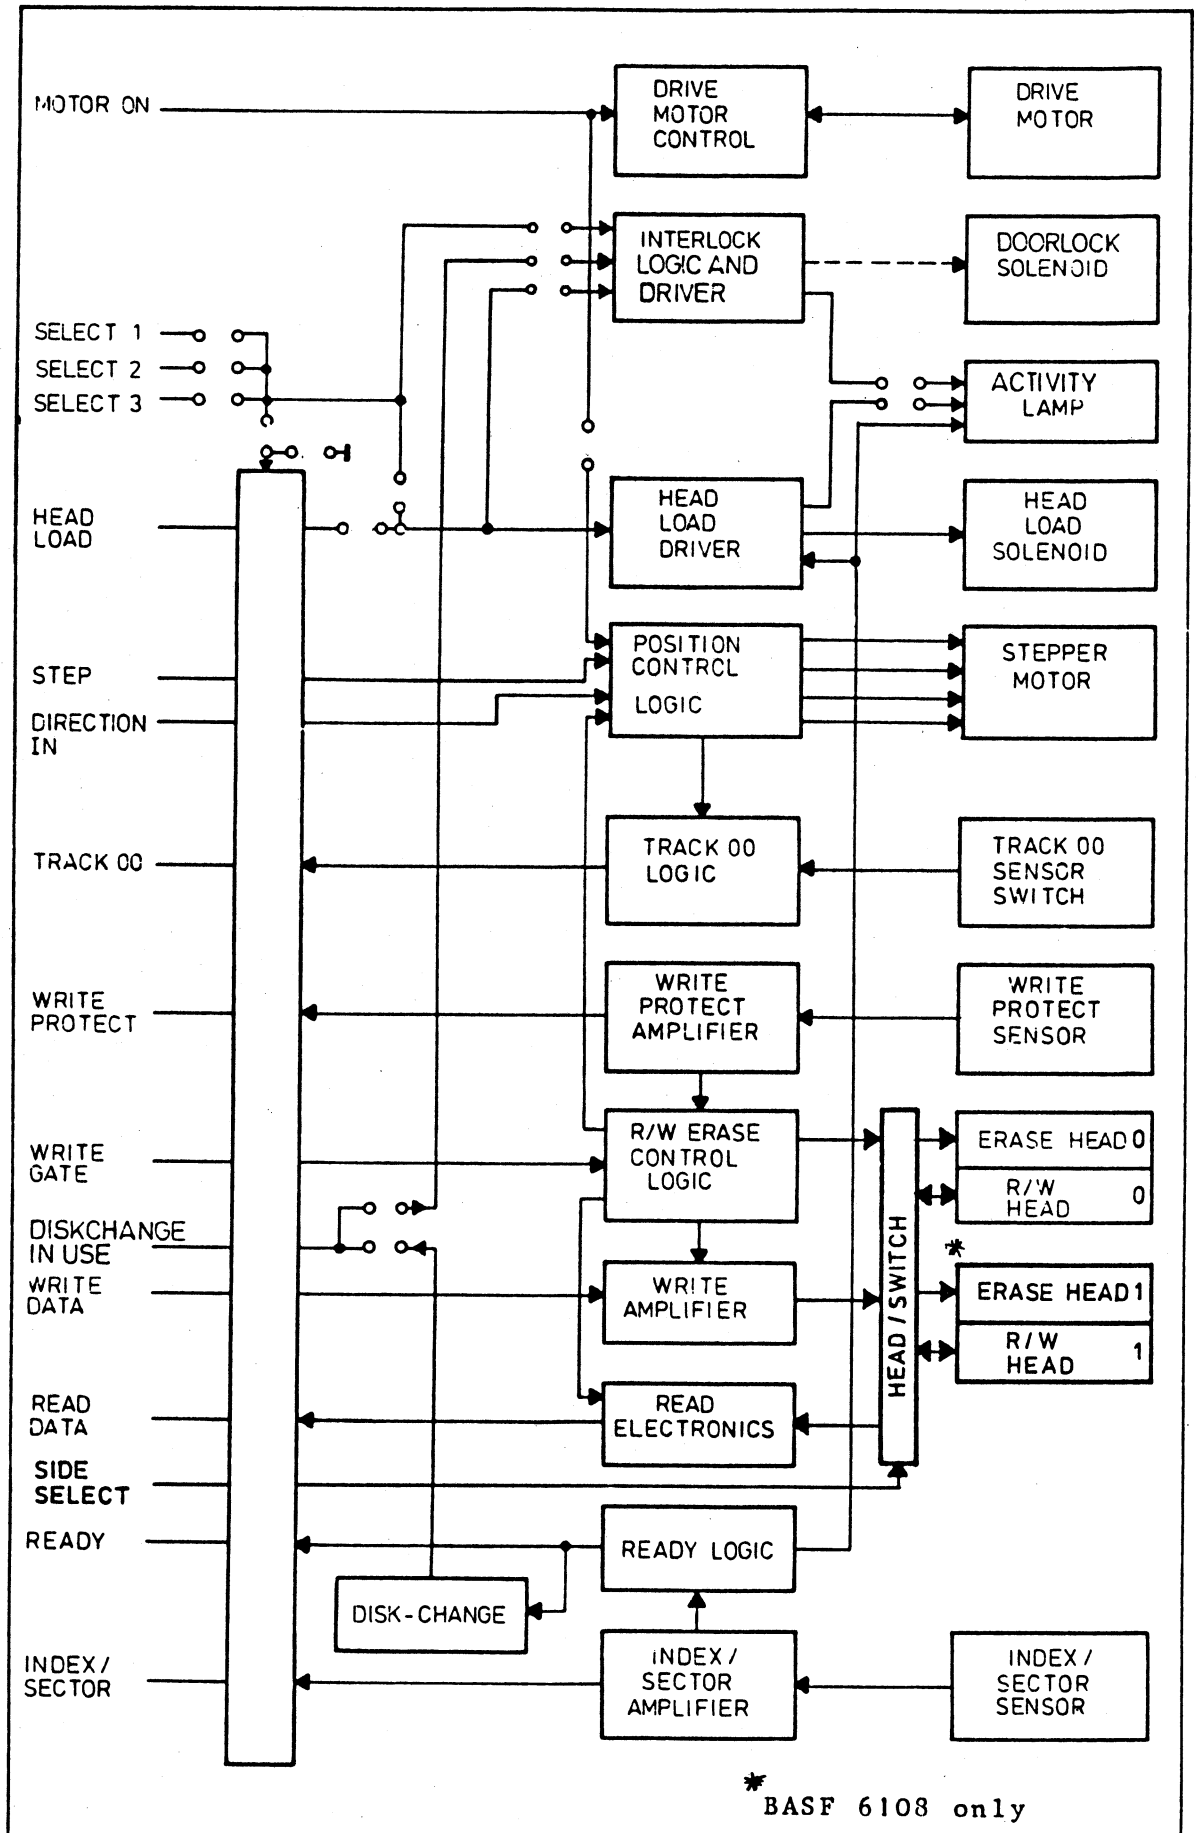 MOTOR ON
DRIVE
MOTOR
CONTROL
DRIVE
MOTOR
INTERLOCK
LOGIC AND
DRIVER
DOORLOCK
SOLENOID
SELECT 1
SELECT 2
SELECT 3
ACTIVITY
LAMP
HEAD
LOAD
HEAD
LOAD
DRIVER
HEAD
LOAD
SOLENOID
STEP
DIRECTION
IN
POSITION
CONTROL
LOGIC
STEPPER
MOTOR
TRACK 00
TRACK 00
LOGIC
TRACK 00
SENSOR
SWITCH
WRITE
PROTECT
WRITE
PROTECT
AMPLIFIER
WRITE
PROTECT
SENSOR
WRITE
GATE
R/W ERASE
CONTROL
LOGIC
HEAD / SWITCH
ERASE HEAD 0
R/W
HEAD 0
DISKCHANGE
IN USE
WRITE
DATA
WRITE
AMPLIFIER
*
ERASE HEAD 1
R/W
HEAD 1
READ
DATA
READ
ELECTRONICS
SIDE
SELECT
READY
READY LOGIC
DISK-CHANGE
INDEX/
SECTOR
INDEX/
SECTOR
AMPLIFIER
INDEX/
SECTOR
SENSOR
*BASF 6108 only